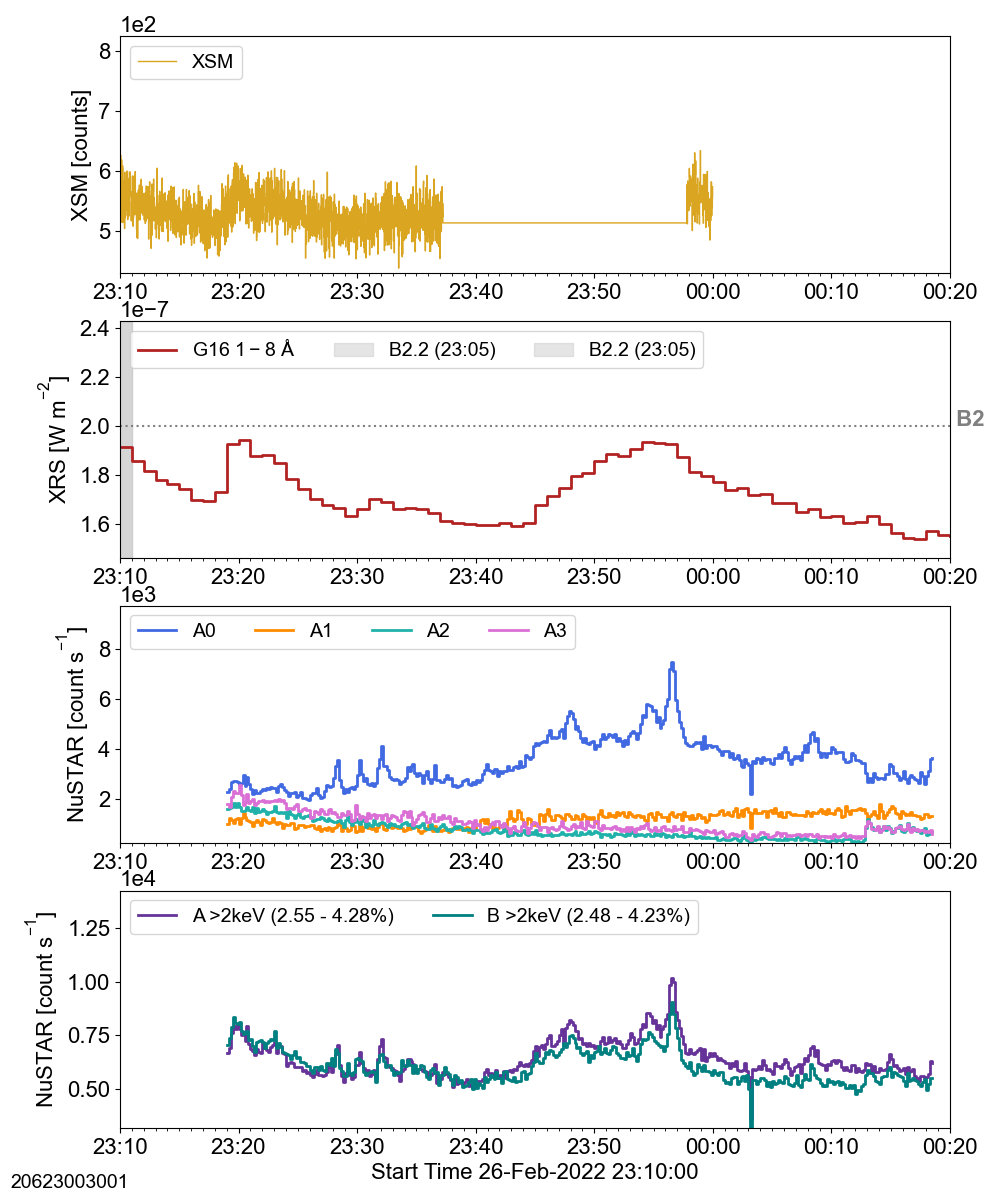 1e2
XSM [counts]
8
7
6
5
XSM
23:10 23:20 23:30 23:40 23:50 00:00 00:10 00:20
1e−7
XRS [W m⁻²]
2.4
2.2
2.0
1.8
1.6
G16 1 − 8 Å B2.2 (23:05) B2.2 (23:05)
B2
23:10 23:20 23:30 23:40 23:50 00:00 00:10 00:20
1e3
NuSTAR [count s⁻¹]
8
6
4
2
A0 A1 A2 A3
23:10 23:20 23:30 23:40 23:50 00:00 00:10 00:20
1e4
NuSTAR [count s⁻¹]
1.25
1.00
0.75
0.50
A >2keV (2.55 - 4.28%) B >2keV (2.48 - 4.23%)
23:10 23:20 23:30 23:40 23:50 00:00 00:10 00:20
Start Time 26-Feb-2022 23:10:00
20623003001